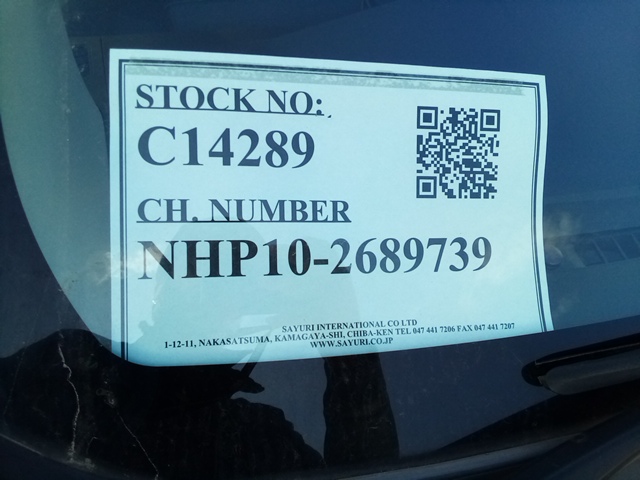 STOCK NO:
C14289
CH. NUMBER
NHP10-2689739
SAYURI INTERNATIONAL CO LTD
1-12-11, NAKASATSUMA, KAMAGAYA-SHI, CHIBA-KEN TEL 047 441 7206 FAX 047 441 7207
WWW.SAYURI.CO.JP